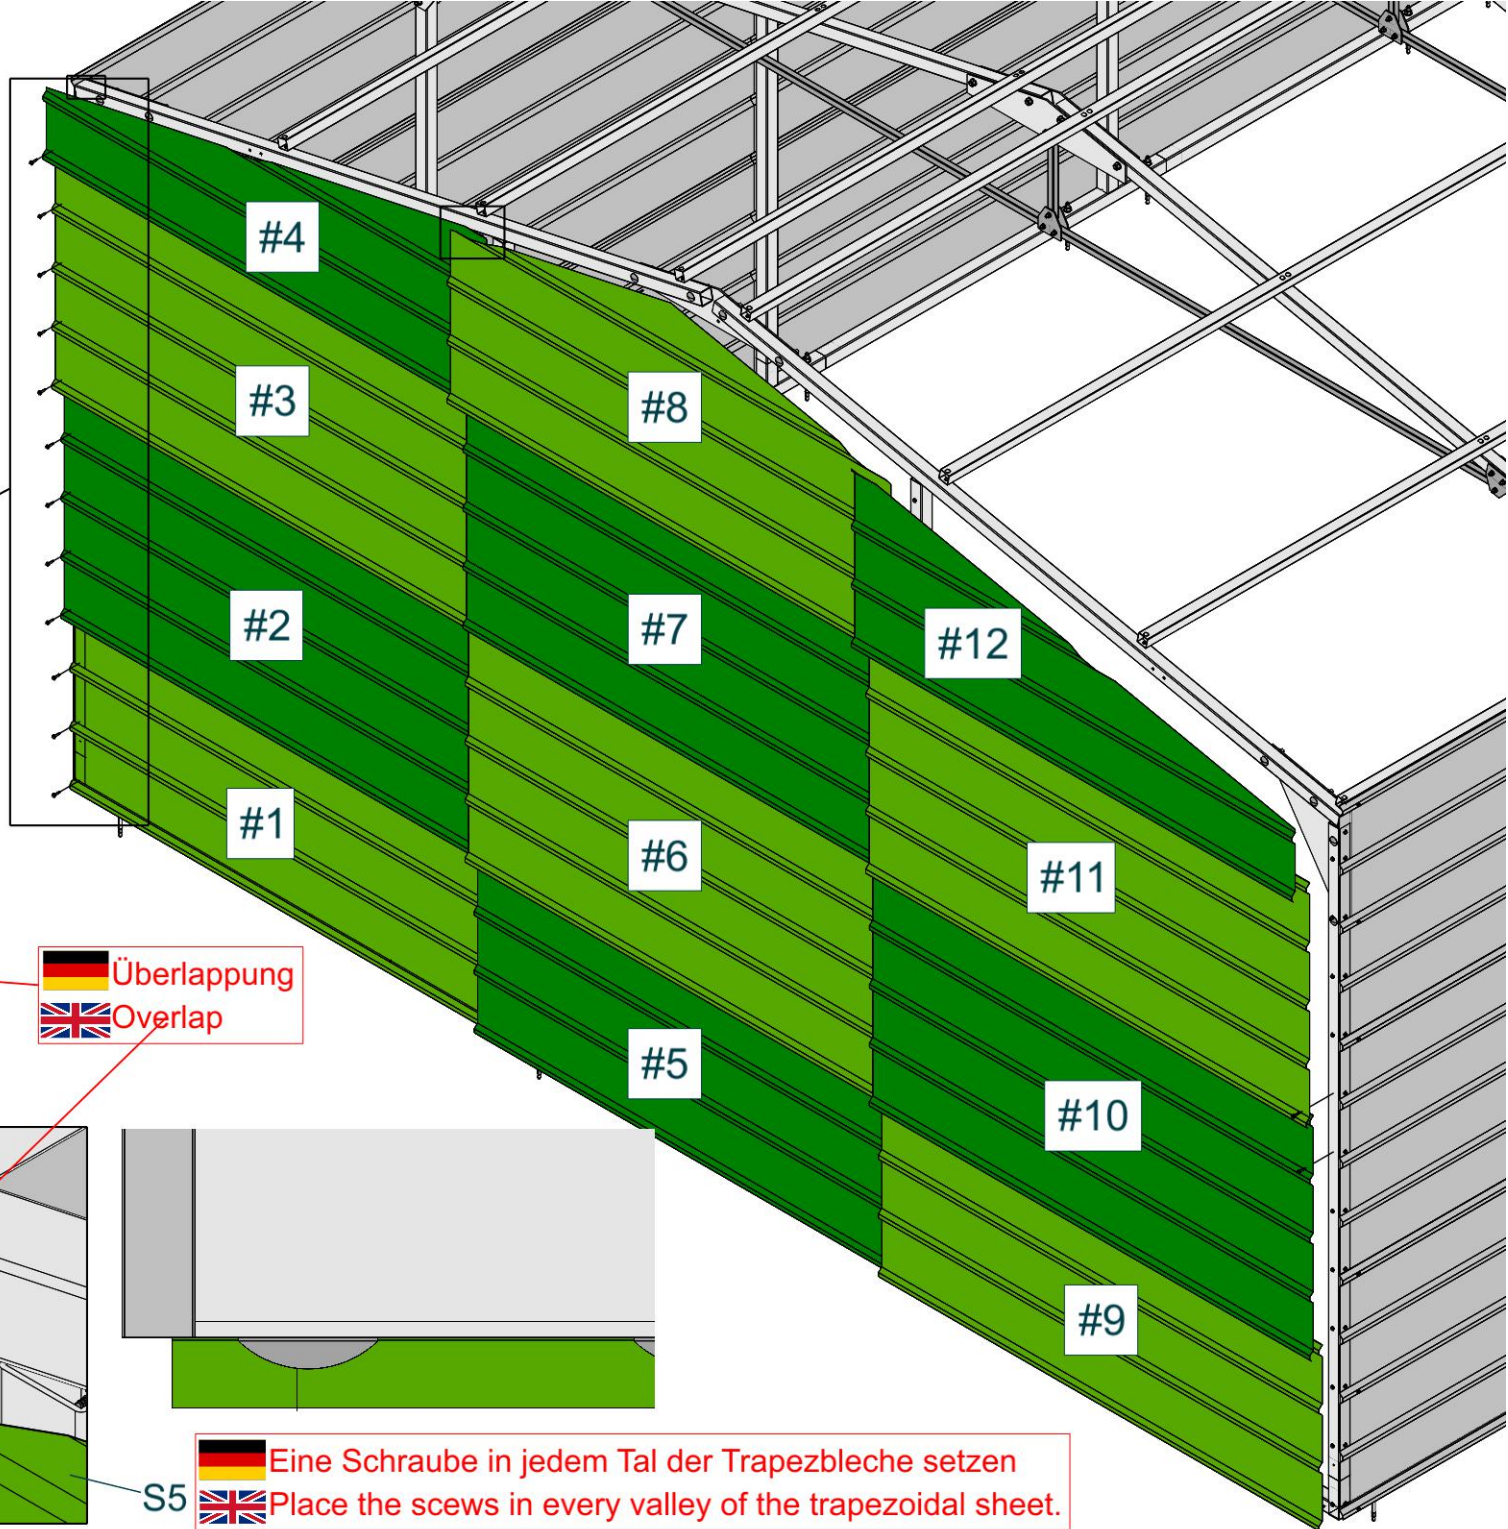 #4
#3
#8
#2
#7
#12
#1
#6
#11
#5
#10
#9
Überlappung
Overlap
S5
Eine Schraube in jedem Tal der Trapezbleche setzen
Place the scews in every valley of the trapezoidal sheet.